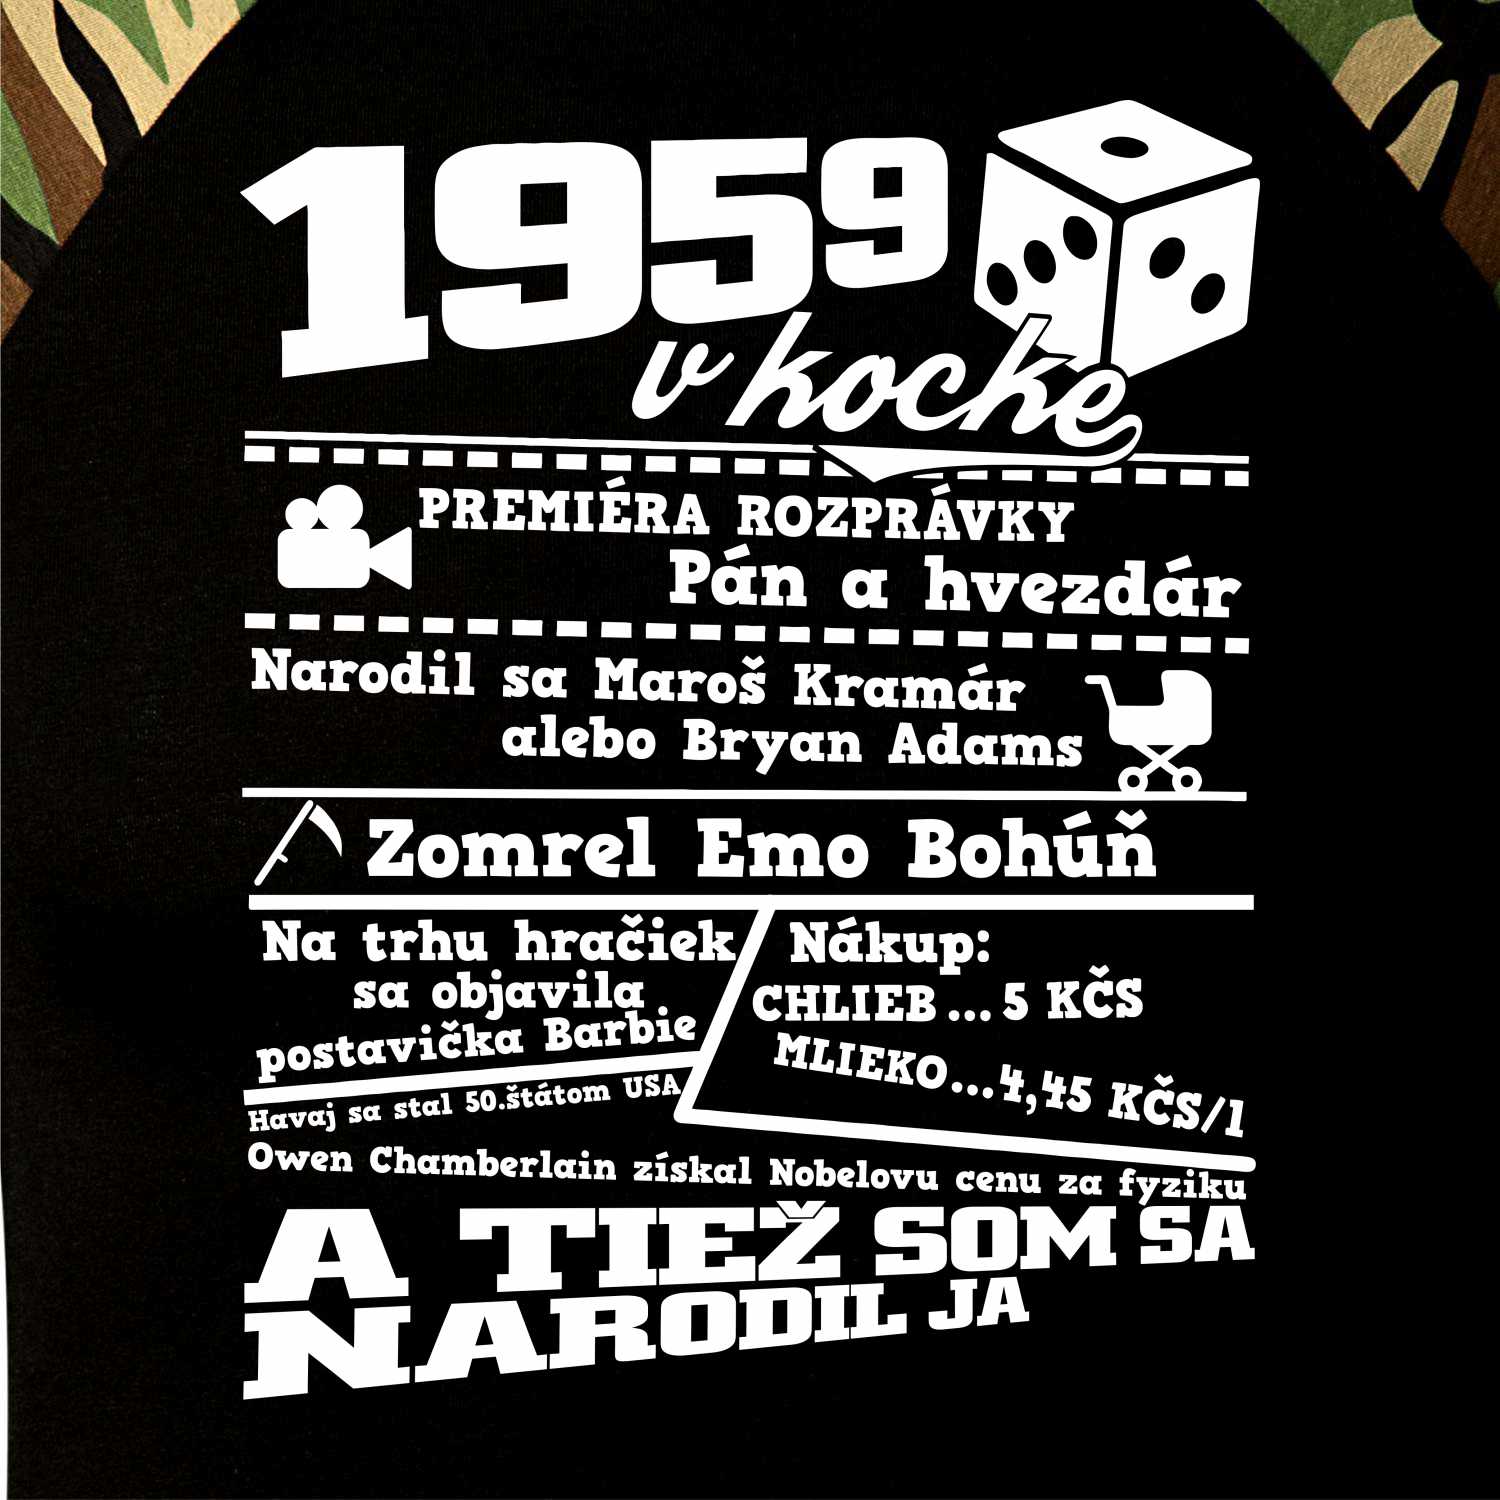 1959
v kocke
PREMIÉRA ROZPRÁVKY
Pán a hvezdár
Narodil sa Maroš Kramár
alebo Bryan Adams
Zomrel Emo Bohúň
Na trhu hračiek
sa objavila
postavička Barbie
Nákup:
CHLIEB...5 KČS
MLIEKO...4,45 KČS/l
Havaj sa stal 50.štátom USA
Owen Chamberlain získal Nobelovu cenu za fyziku
A TIEŽ SOM SA
NARODIL JA